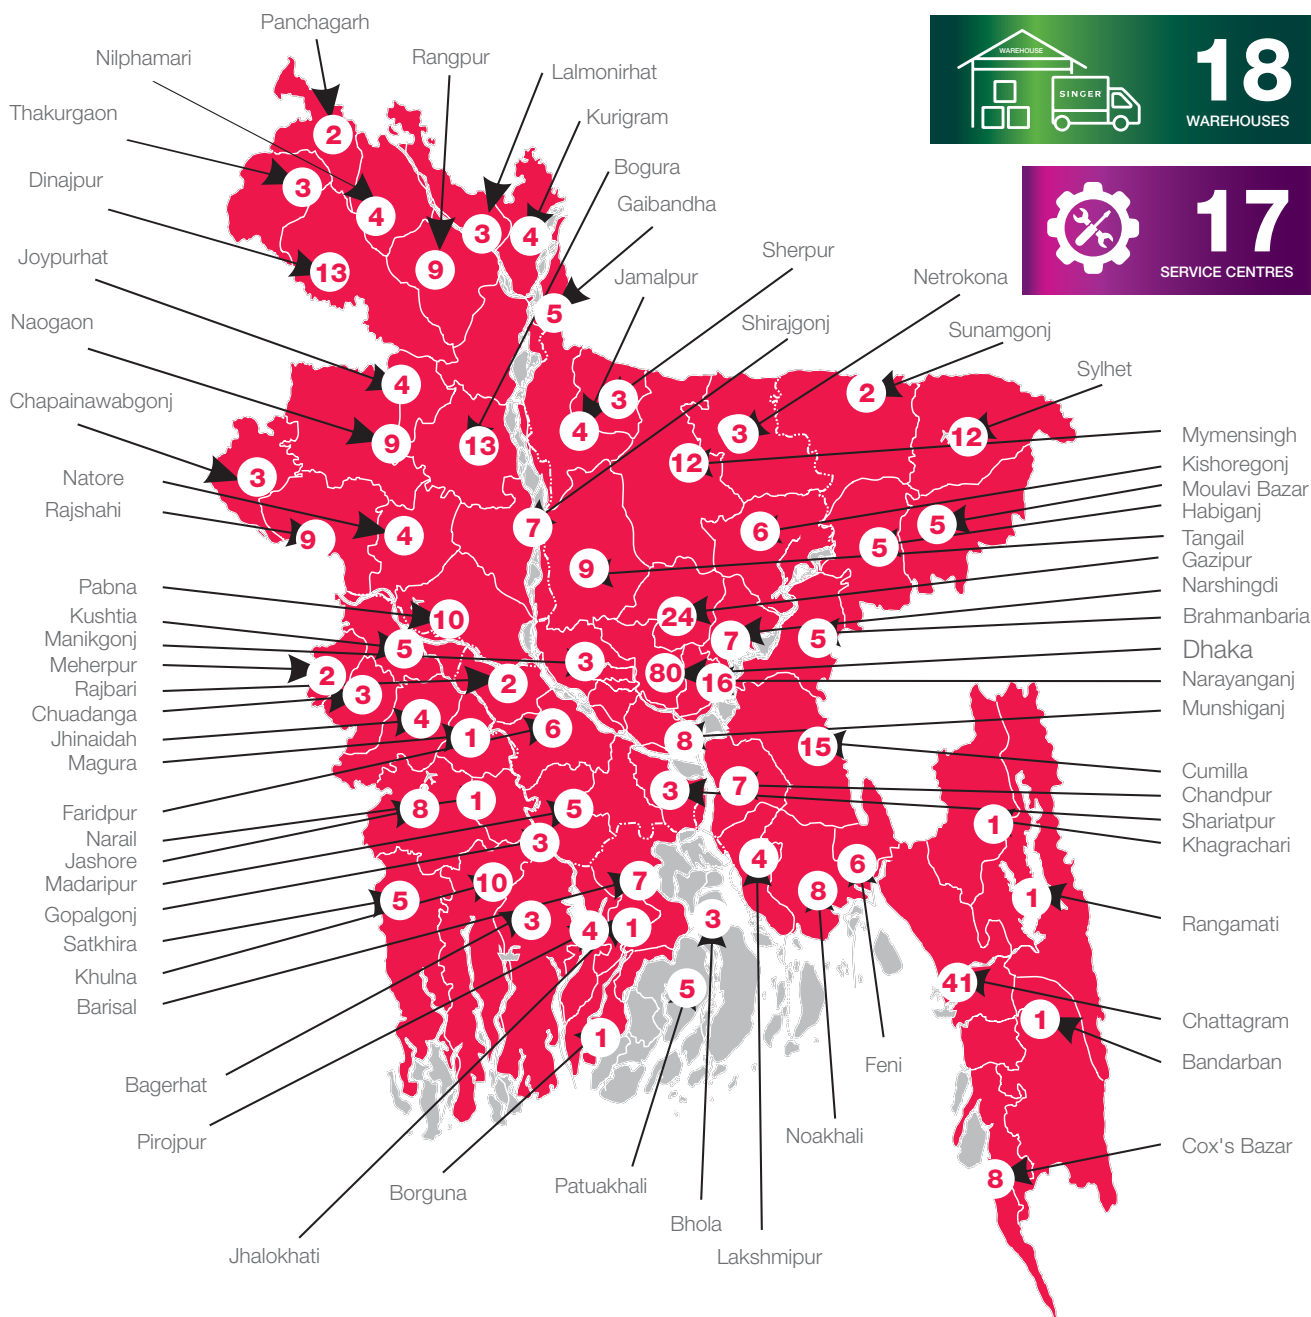 Panchagarh
Nilphamari
Rangpur
Lalmonirhat
Thakurgaon
Kurigram
Dinajpur
Bogura
Gaibandha
Joypurhat
Jamalpur
Sherpur
Netrokona
Naogaon
Shirajgonj
Sunamgonj
Chapainawabgonj
Sylhet
WAREHOUSE
SINGER
18
WAREHOUSES
17
SERVICE CENTRES
Natore
Rajshahi
Pabna
Kushtia
Manikgonj
Meherpur
Rajbari
Chuadanga
Jhinaidah
Magura
Faridpur
Narail
Jashore
Madaripur
Gopalgonj
Satkhira
Khulna
Barisal
Bagerhat
Pirojpur
Jhalokhati
Borguna
Patuakhali
Bhola
Lakshmipur
Noakhali
Feni
Mymensingh
Kishoregonj
Moulavi Bazar
Habiganj
Tangail
Gazipur
Narshingdi
Brahmanbaria
Dhaka
Narayanganj
Munshiganj
Cumilla
Chandpur
Shariatpur
Khagrachari
Rangamati
Chattagram
Bandarban
Cox's Bazar
2
3
4
3
4
13
9
5
4
3
2
4
3
9
13
12
12
3
7
6
5
5
9
4
9
10
24
7
5
5
3
80
16
2
3
2
4
1
6
8
15
8
1
5
3
7
1
3
4
6
5
10
7
8
1
3
4
1
3
5
41
1
1
8